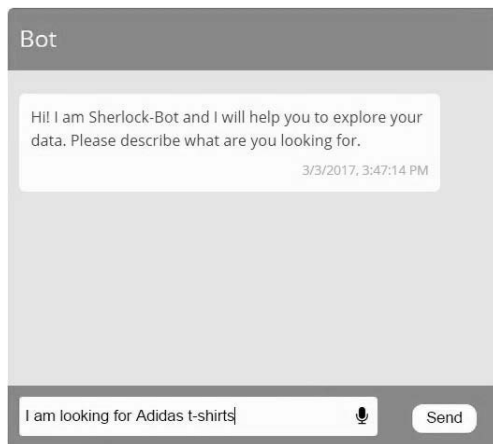 Bot
Hi! I am Sherlock-Bot and I will help you to explore your
data. Please describe what are you looking for.
3/3/2017, 3:47:14 PM
I am looking for Adidas t-shirts
Send